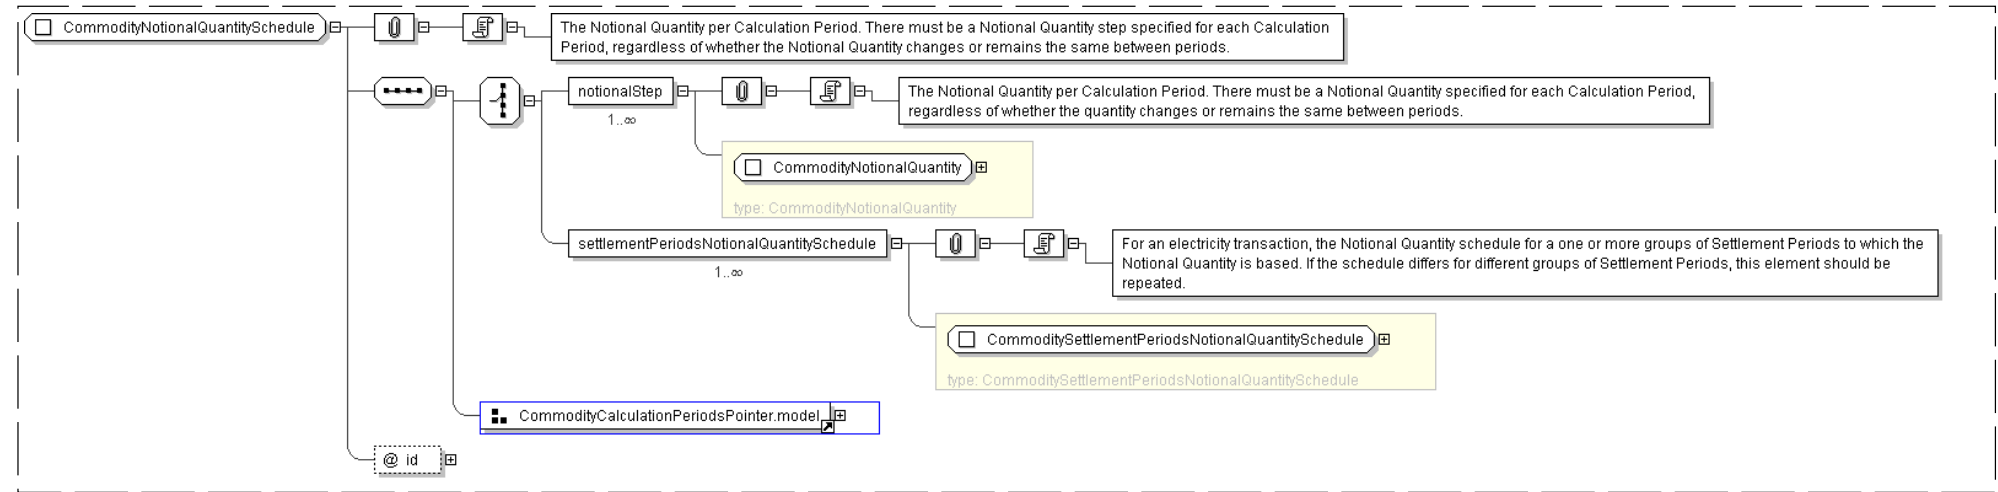 CommodityNotionalQuantitySchedule
The Notional Quantity per Calculation Period. There must be a Notional Quantity step specified for each Calculation
Period, regardless of whether the Notional Quantity changes or remains the same between periods.
notionalStep
1..∞
The Notional Quantity per Calculation Period. There must be a Notional Quantity specified for each Calculation Period,
regardless of whether the quantity changes or remains the same between periods.
CommodityNotionalQuantity
type: CommodityNotionalQuantity
settlementPeriodsNotionalQuantitySchedule
1..∞
For an electricity transaction, the Notional Quantity schedule for a one or more groups of Settlement Periods to which the
Notional Quantity is based. If the schedule differs for different groups of Settlement Periods, this element should be
repeated.
CommoditySettlementPeriodsNotionalQuantitySchedule
type: CommoditySettlementPeriodsNotionalQuantitySchedule
CommodityCalculationPeriodsPointer.model
@ id